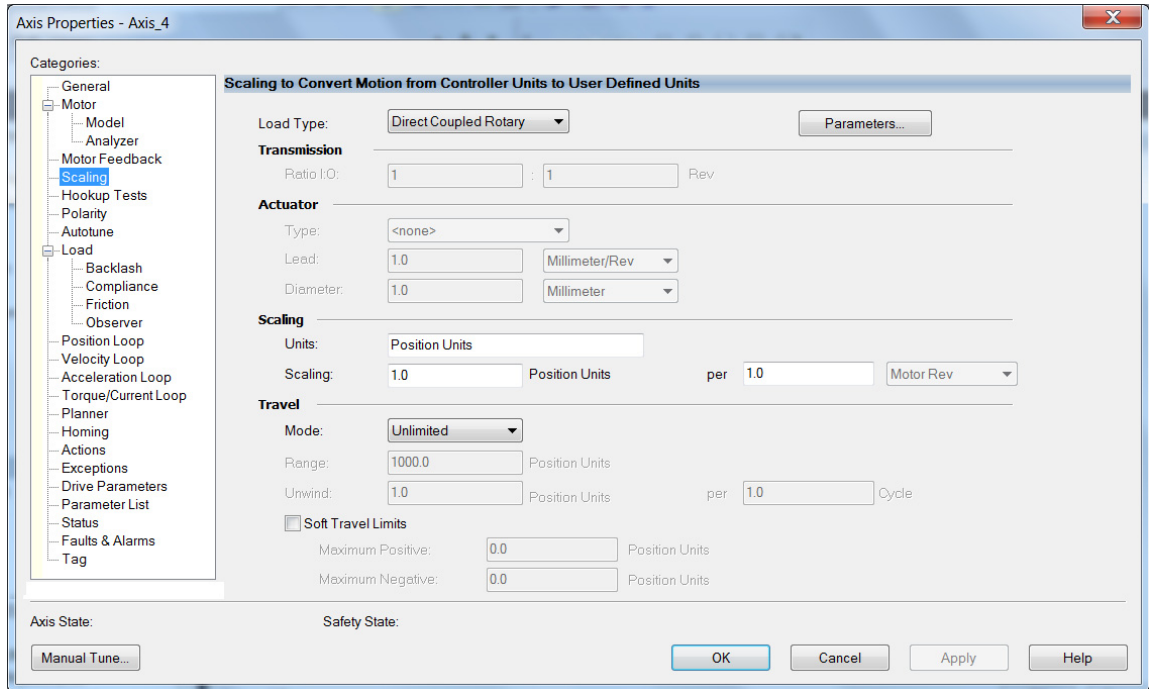 Axis Properties - Axis_4
X
Categories:
General
Motor
Model
Analyzer
Motor Feedback
Scaling
Hookup Tests
Polarity
Autotune
Load
Backlash
Compliance
Friction
Observer
Position Loop
Velocity Loop
Acceleration Loop
Torque/Current Loop
Planner
Homing
Actions
Exceptions
Drive Parameters
Parameter List
Status
Faults & Alarms
Tag
Scaling to Convert Motion from Controller Units to User Defined Units
Load Type: Direct Coupled Rotary Parameters...
Transmission
Ratio I:O: 1 : 1 Rev
Actuator
Type: <none>
Lead: 1.0 Millimeter/Rev
Diameter: 1.0 Millimeter
Scaling
Units: Position Units
Scaling: 1.0 Position Units per 1.0 Motor Rev
Travel
Mode: Unlimited
Range: 1000.0 Position Units
Unwind: 1.0 Position Units per 1.0 Cycle
Soft Travel Limits
Maximum Positive: 0.0 Position Units
Maximum Negative: 0.0 Position Units
Axis State: Safety State:
Manual Tune... OK Cancel Apply Help